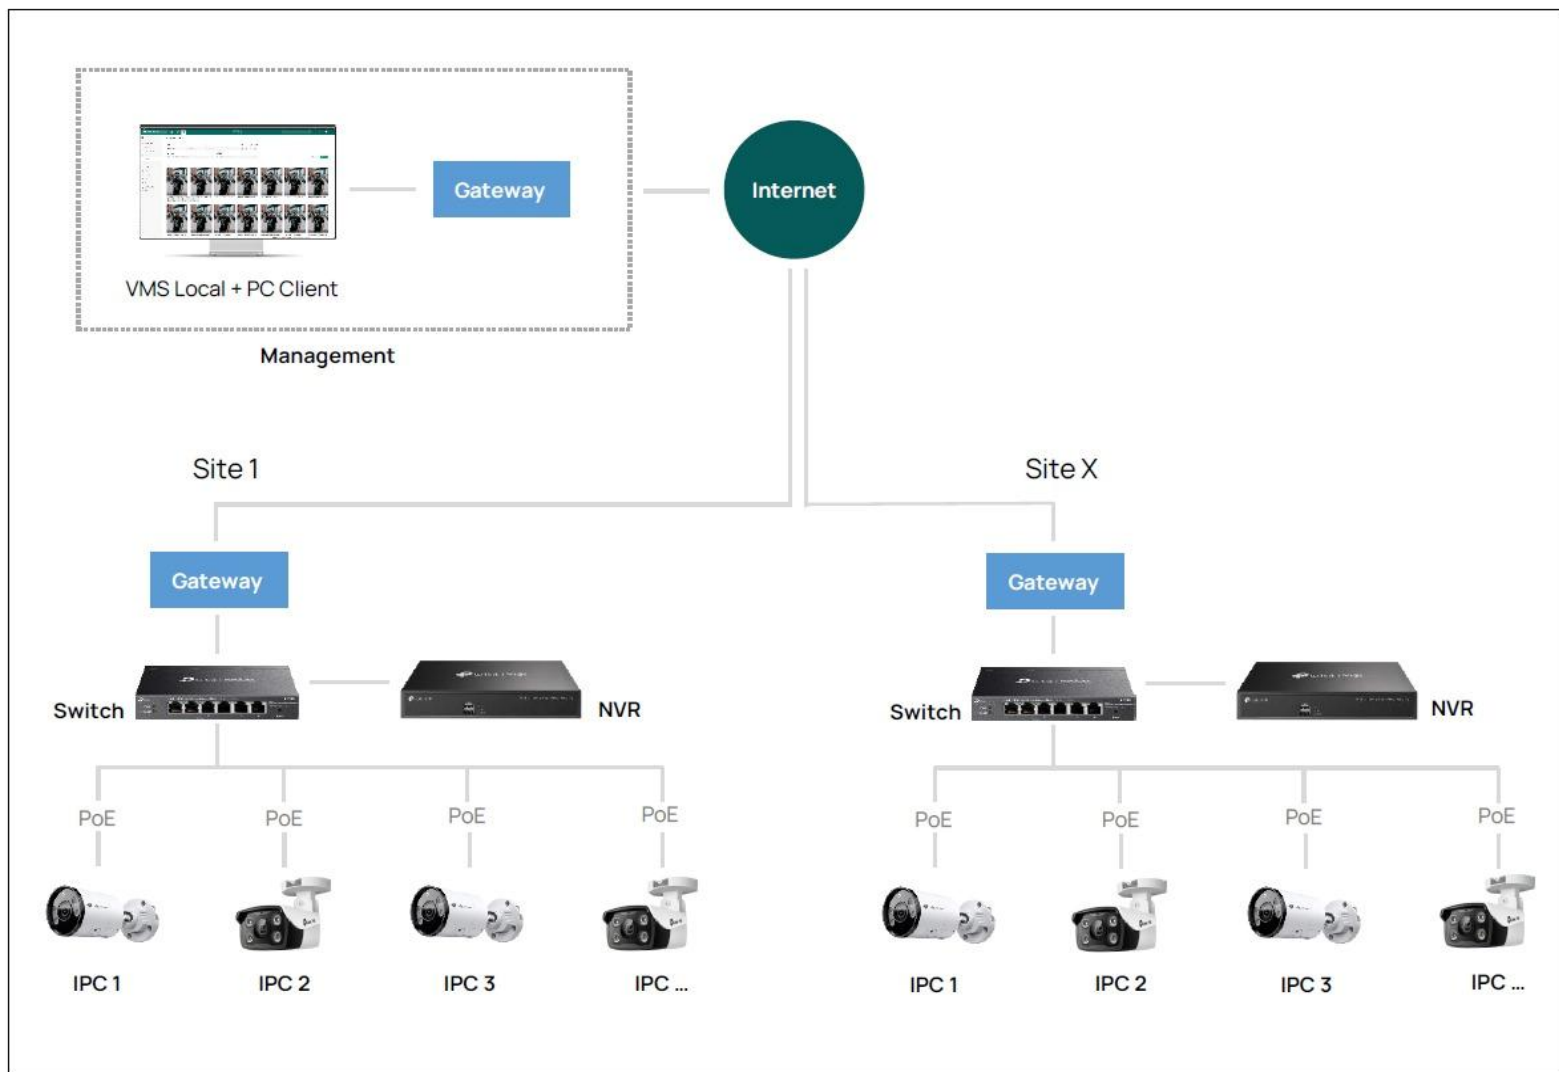 Gateway
Internet
VMS Local + PC Client
Management
Site 1
Site X
Gateway
Gateway
Switch
NVR
Switch
NVR
PoE
PoE
PoE
PoE
PoE
PoE
PoE
PoE
IPC 1
IPC 2
IPC 3
IPC ...
IPC 1
IPC 2
IPC 3
IPC ...